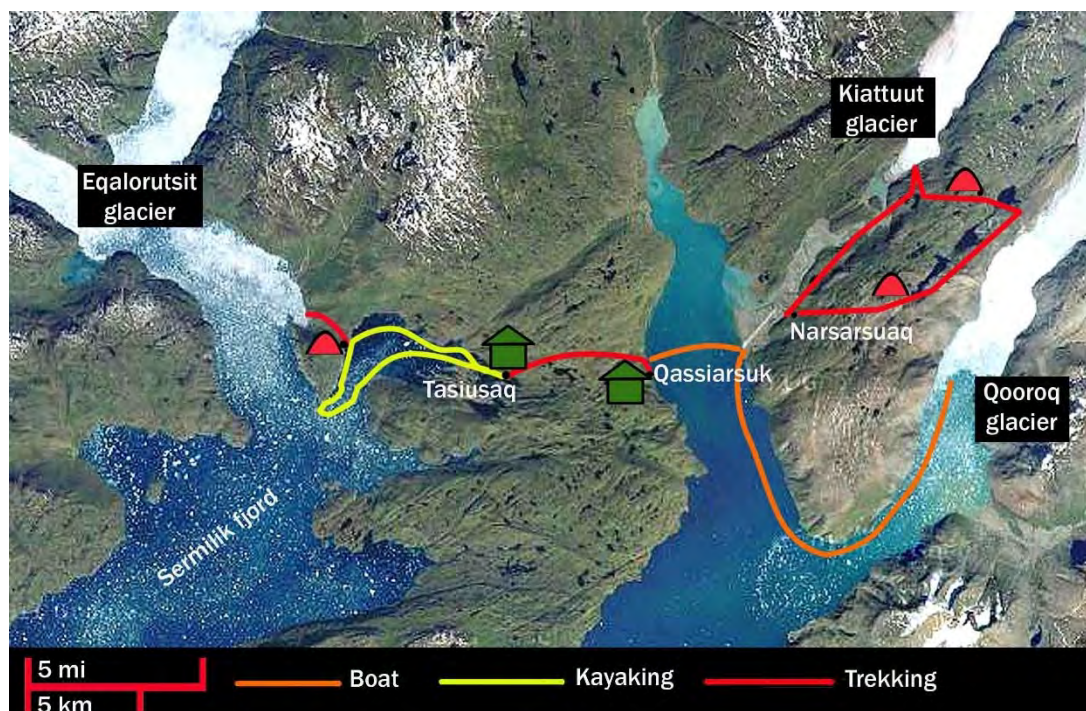 Kiattuut
glacier
Eqalorutsit
glacier
Narsarsuaq
Qassiarsuk
Tasiusaq
Qooroq
glacier
Sermilik fjord
5 mi
5 km
Boat
Kayaking
Trekking